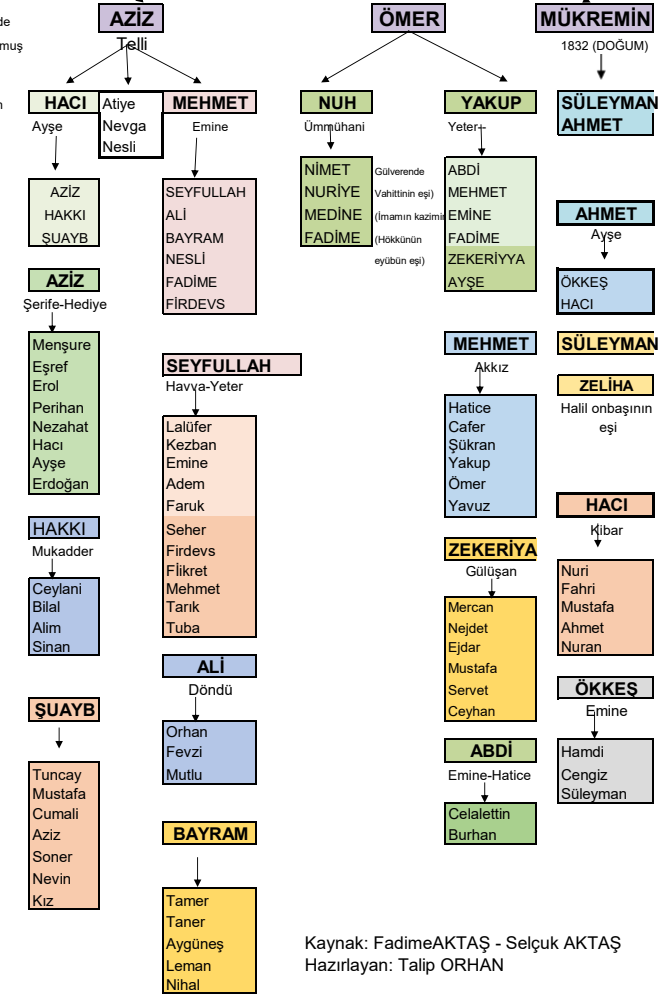 de
muş
n
AZİZ
Telli
HACI
Ayşe
Atiye
Nevga
Nesli
MEHMET
Emine
AZİZ
HAKKI
ŞUAYB
SEYFULLAH
ALİ
BAYRAM
NESLİ
FADİME
FİRDEVS
AZİZ
Şerife-Hediye
Menşure
Eşref
Erol
Perihan
Nezahat
Hacı
Ayşe
Erdoğan
HAKKI
Mukadder
Ceylani
Bilal
Alim
Sinan
ŞUAYB
Tuncay
Mustafa
Cumali
Aziz
Soner
Nevin
Kız
SEYFULLAH
Havva-Yeter
Lalüfer
Kezban
Emine
Adem
Faruk
Seher
Firdevs
Flikret
Mehmet
Tarık
Tuba
ALİ
Döndü
Orhan
Fevzi
Mutlu
BAYRAM
Tamer
Taner
Aygüneş
Leman
Nihal
ÖMER
NUH
Ümmühani
NİMET Gülverende
NURİYE Vahittinin eşi)
MEDİNE (İmamın kazimir
FADİME (Hökkünün
eyübün eşi)
YAKUP
Yeter--
ABDİ
MEHMET
EMİNE
FADİME
ZEKERİYYA
AYŞE
MEHMET
Akkız
Hatice
Cafer
Şükran
Yakup
Ömer
Yavuz
ZEKERİYA
Gülüşan
Mercan
Nejdet
Ejdar
Mustafa
Servet
Ceyhan
ABDİ
Emine-Hatice
Celalettin
Burhan
MÜKREMİN
1832 (DOĞUM)
SÜLEYMAN
AHMET
AHMET
Ayşe
ÖKKEŞ
HACI
SÜLEYMAN
ZELİHA
Halil onbaşının
eşi
HACI
Kibar
Nuri
Fahri
Mustafa
Ahmet
Nuran
ÖKKEŞ
Emine
Hamdi
Cengiz
Süleyman
Kaynak: FadimeAKTAŞ - Selçuk AKTAŞ
Hazırlayan: Talip ORHAN